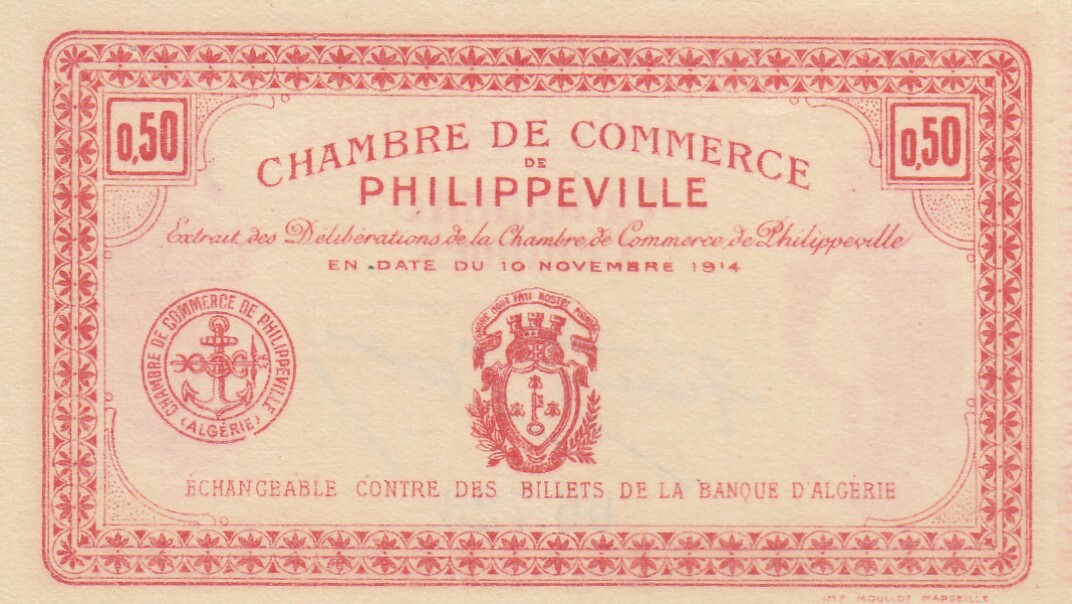 0,50
0,50
CHAMBRE DE COMMERCE
DE
PHILIPPEVILLE
Extrait des Délibérations de la Chambre de Commerce de Philippeville
EN DATE DU 10 NOVEMBRE 1914
CHAMBRE DE COMMERCE DE PHILIPPEVILLE
(ALGÉRIE)
NOSTRI
ÉCHANGEABLE CONTRE DES BILLETS DE LA BANQUE D'ALGÉRIE
IMP. MOULLOT MARSEILLE